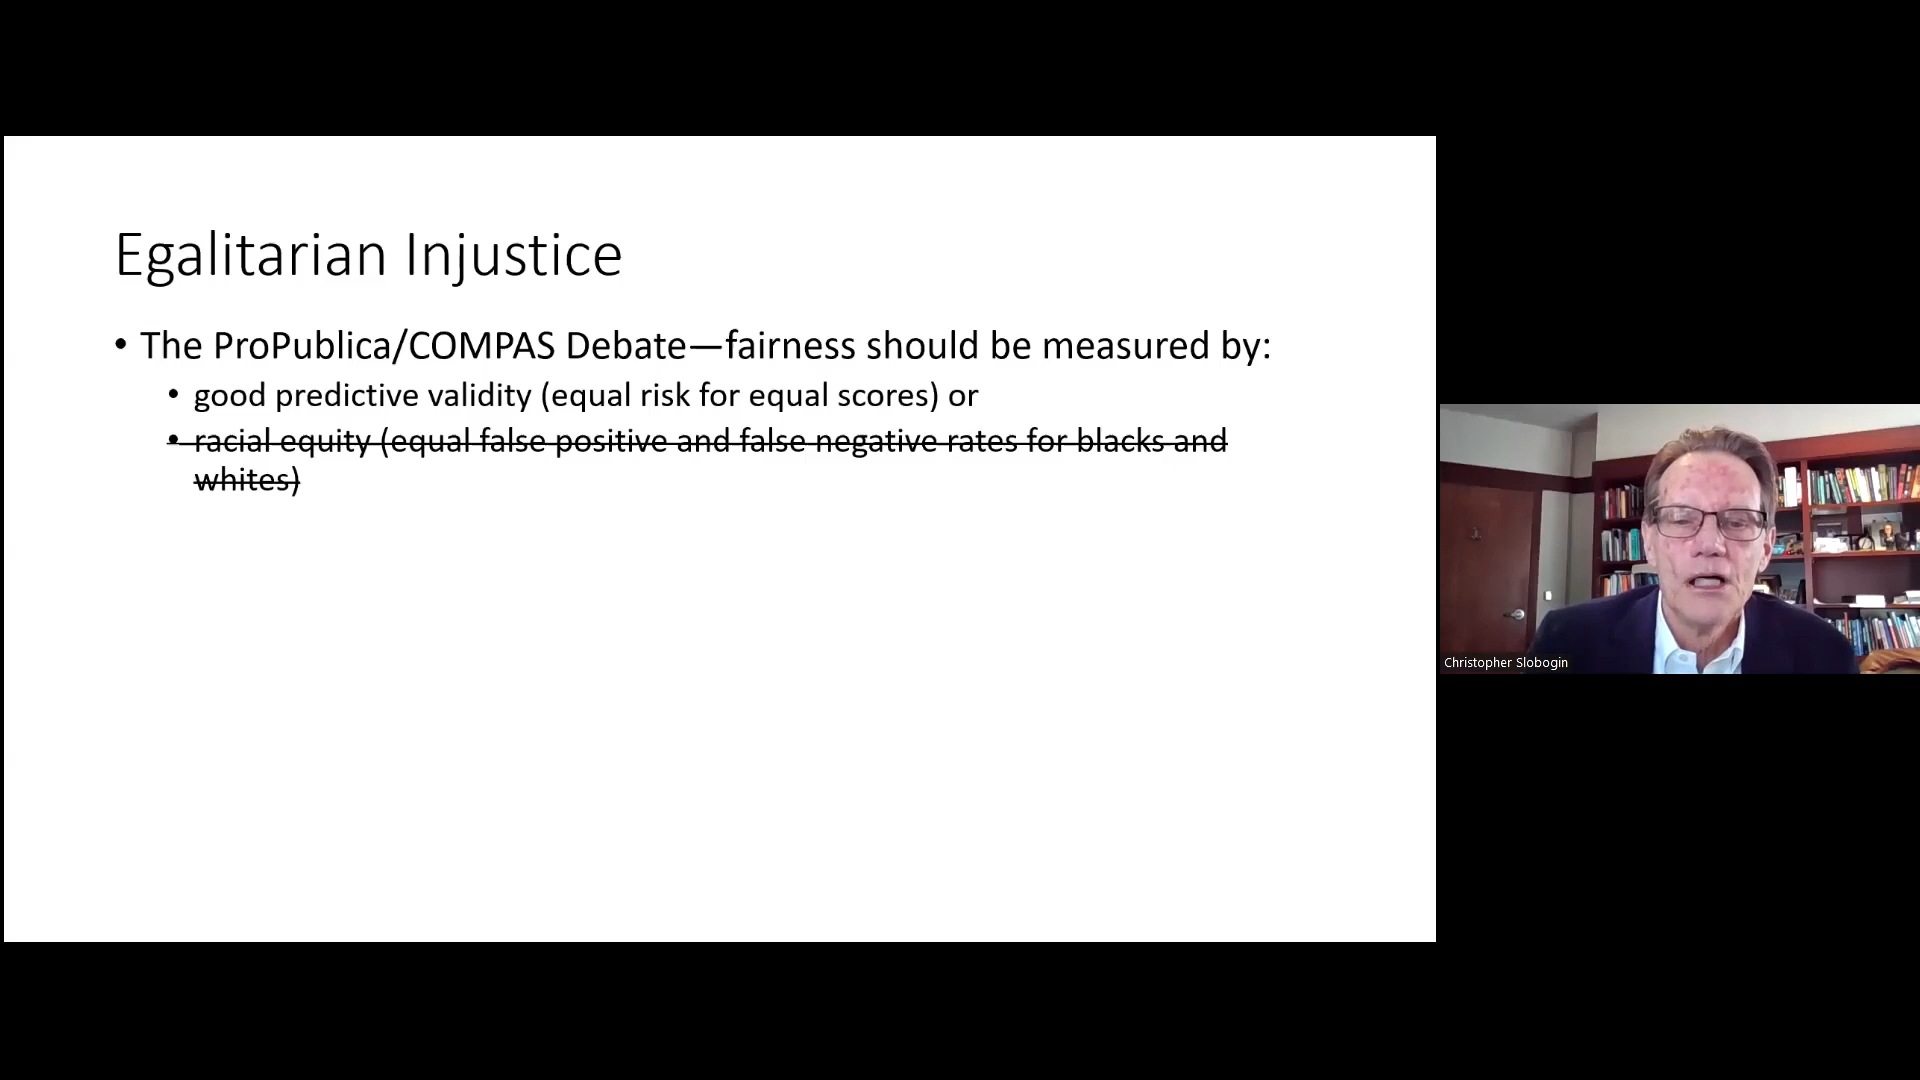 Egalitarian Injustice
• The ProPublica/COMPAS Debate—fairness should be measured by:
• good predictive validity (equal risk for equal scores) or
• racial equity (equal false positive and false negative rates for blacks and
whites)
Christopher Slobogin